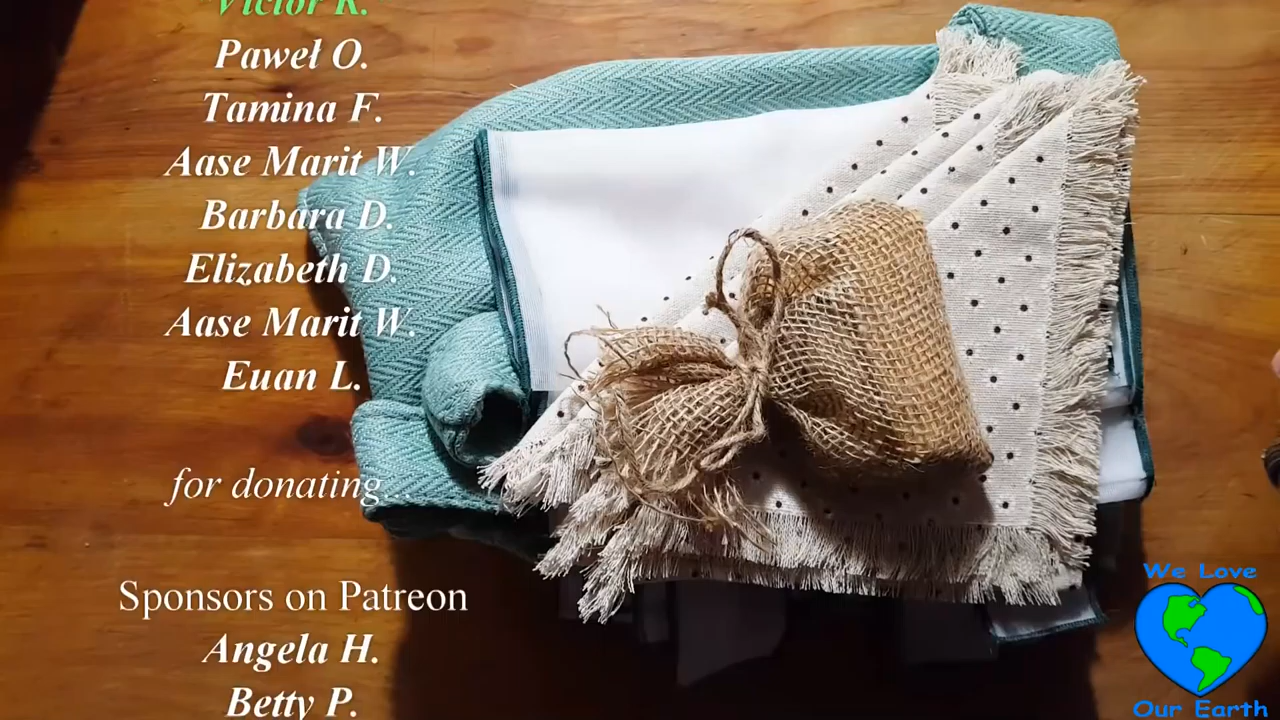 Victor R.
Paweł O.
Tamina F.
Aase Marit W.
Barbara D.
Elizabeth D.
Aase Marit W.
Euan L.
for donating...
Sponsors on Patreon
Angela H.
Betty P.
We Love
Our Earth